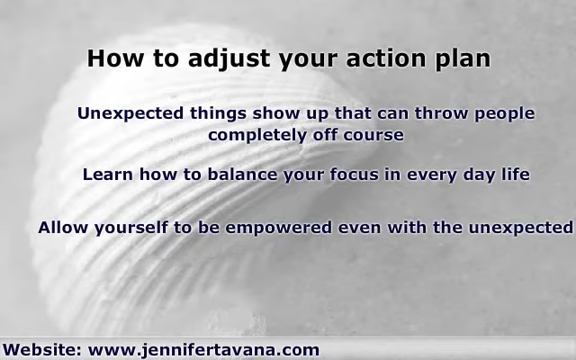 How to adjust your action plan
Unexpected things show up that can throw people
completely off course
Learn how to balance your focus in every day life
Allow yourself to be empowered even with the unexpected
Website: www.jennifertavana.com